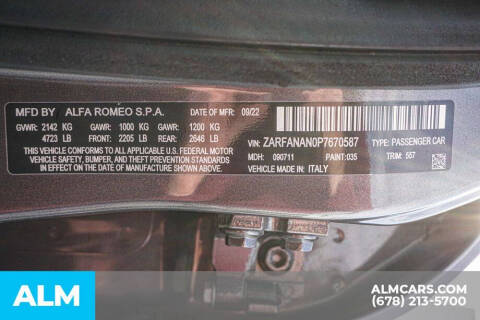 MFD BY: ALFA ROMEO S.P.A. DATE OF MFG: 09/22
GVWR: 2142 KG GAWR: 1000 KG GAWR: 1200 KG
4723 LB FRONT: 2205 LB REAR: 2646 LB
THIS VEHICLE CONFORMS TO ALL APPLICABLE U.S. FEDERAL MOTOR
VEHICLE SAFETY, BUMPER, AND THEFT PREVENTION STANDARDS
IN EFFECT ON THE DATE OF MANUFACTURE SHOWN ABOVE.
VIN: ZARFANAN0P7670587 TYPE: PASSENGER CAR
MDH: 090711 PAINT: 035 TRIM: 557
VEHICLE MADE IN: ITALY
ALM
ALMCARS.COM
(678) 213-5700